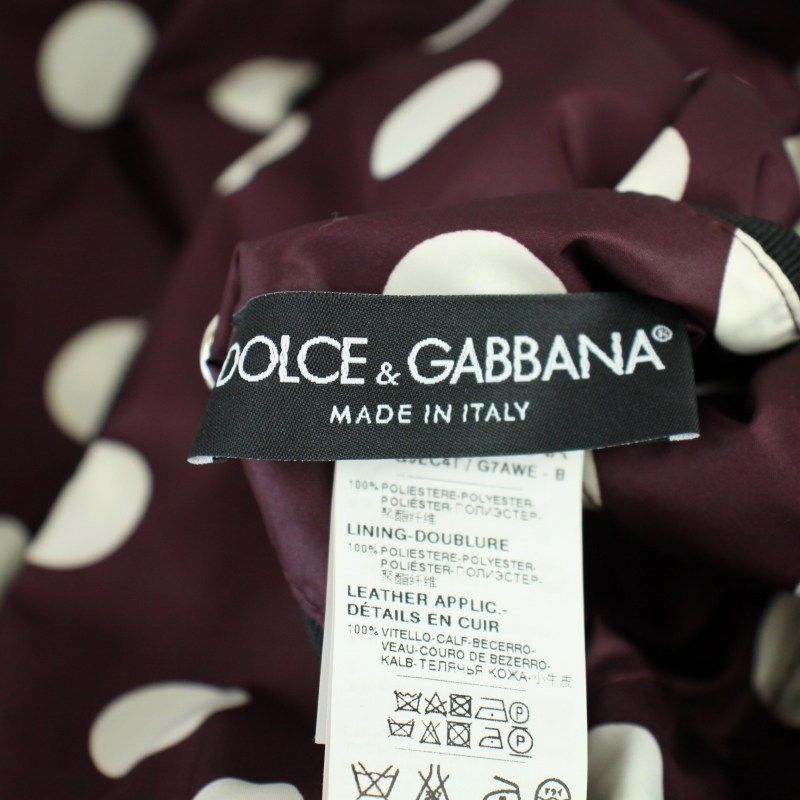 DOLCE & GABBANA®
MADE IN ITALY
G9EC4T / G7AWE - B
100% POLIESTERE-POLYESTER
POLIÉSTER-ПОЛИЭСТЕР-
聚酯纤维
LINING-DOUBLURE
100% POLIESTERE-POLYESTER
POLIÉSTER-ПОЛИЭСТЕР-
聚酯纤维
LEATHER APPLIC.-
DÉTAILS EN CUIR
100% VITELLO-CALF-BECERRO-
VEAU-COURO DE BEZERRO-
KALB-ТЕЛЯЧЬЯ КОЖА-小牛皮
P
P